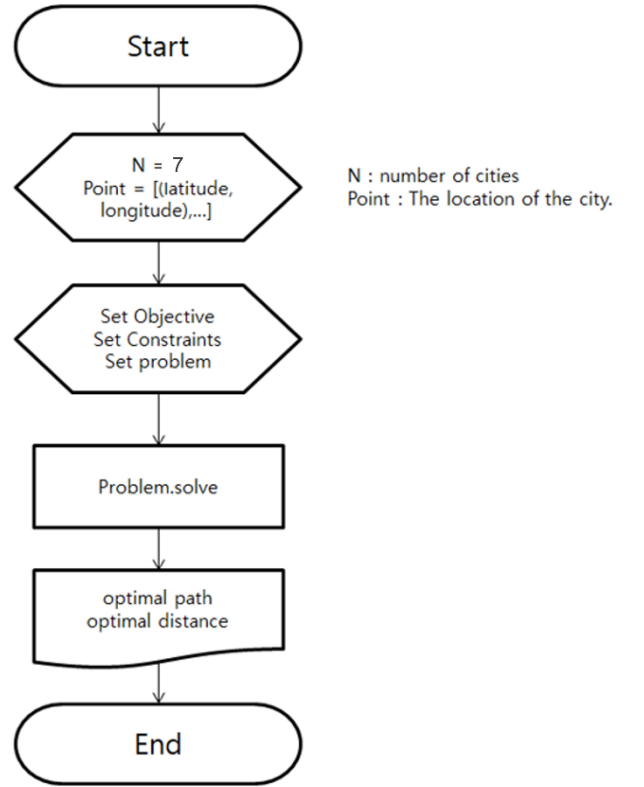 Start
N = 7
Point = [(latitude,
longitude),...]
N : number of cities
Point : The location of the city.
Set Objective
Set Constraints
Set problem
Problem.solve
optimal path
optimal distance
End